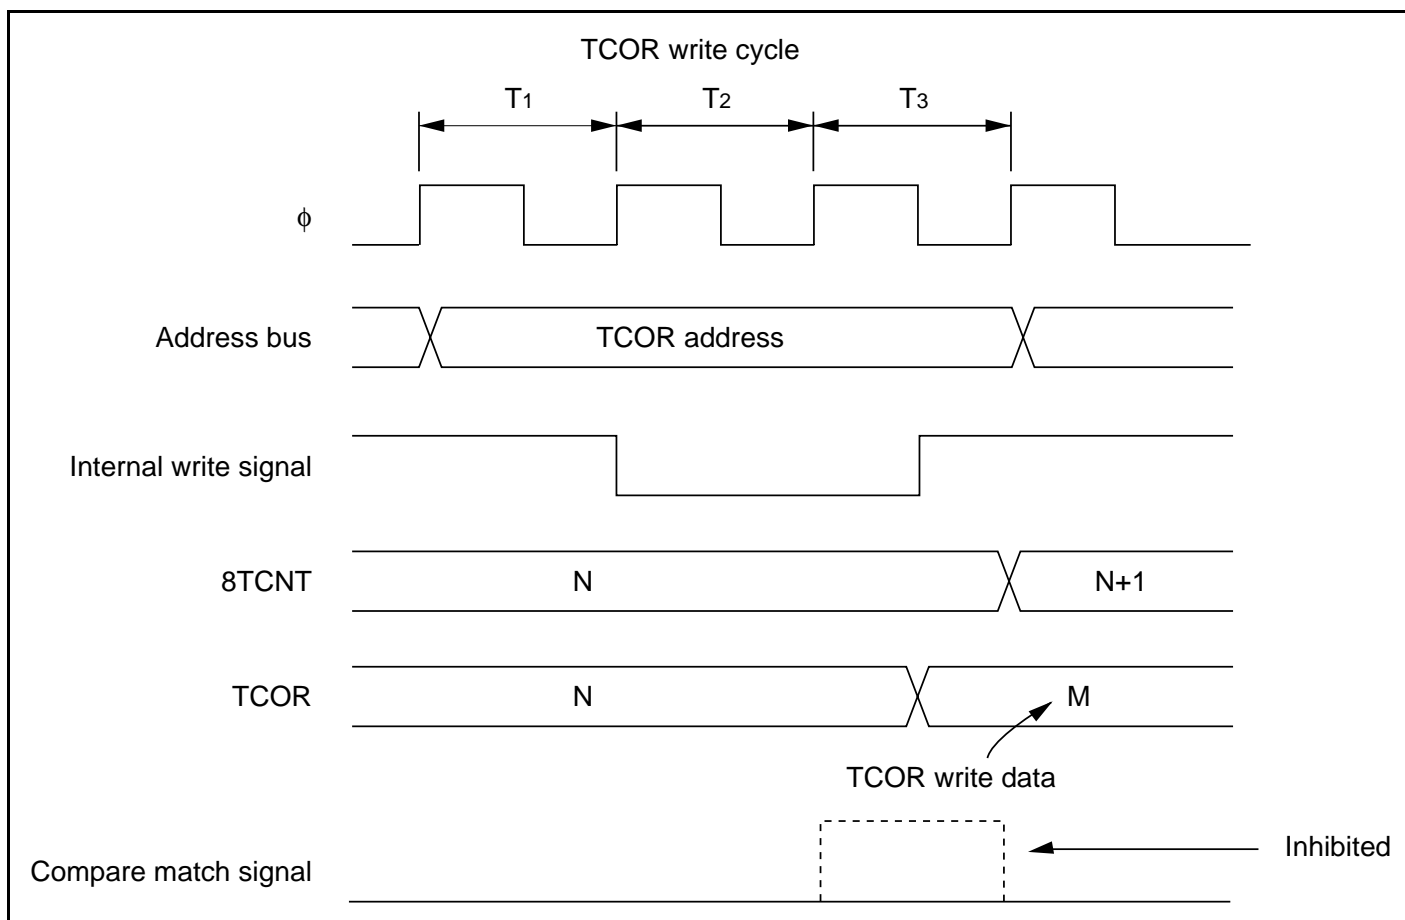 TCOR write cycle
T1 T2 T3
ϕ
Address bus TCOR address
Internal write signal
8TCNT N N+1
TCOR N M
TCOR write data
Inhibited
Compare match signal